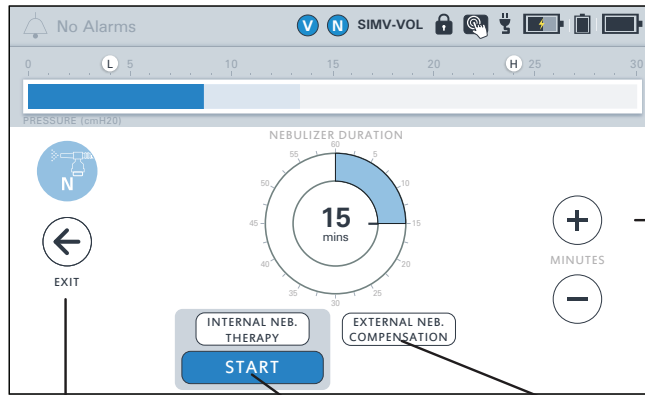 No Alarms V N SIMV-VOL
0 L 5 10 15 20 H 25 30
PRESSURE (cmH20)
NEBULIZER DURATION
60
55 5
50 10
45 15
40 20
35 25
30
15
mins
N
EXIT
+
MINUTES
−
INTERNAL NEB.
THERAPY
START
EXTERNAL NEB.
COMPENSATION